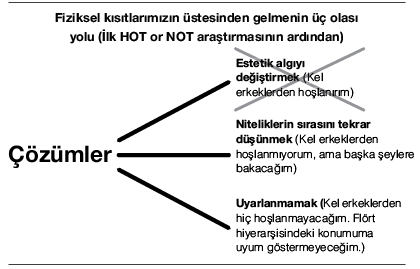 Fiziksel kısıtlarımızın üstesinden gelmenin üç olası
yolu (İlk HOT or NOT araştırmasının ardından)
Estetik algıyı
değiştirmek (Kel
erkeklerden hoşlanırım)
Niteliklerin sırasını tekrar
düşünmek (Kel erkeklerden
hoşlanmıyorum, ama başka şeylere
bakacağım)
Çözümler
Uyarlanmamak (Kel erkeklerden
hiç hoşlanmayacağım. Flört
hiyerarşisindeki konumuma
uyum göstermeyeceğim.)